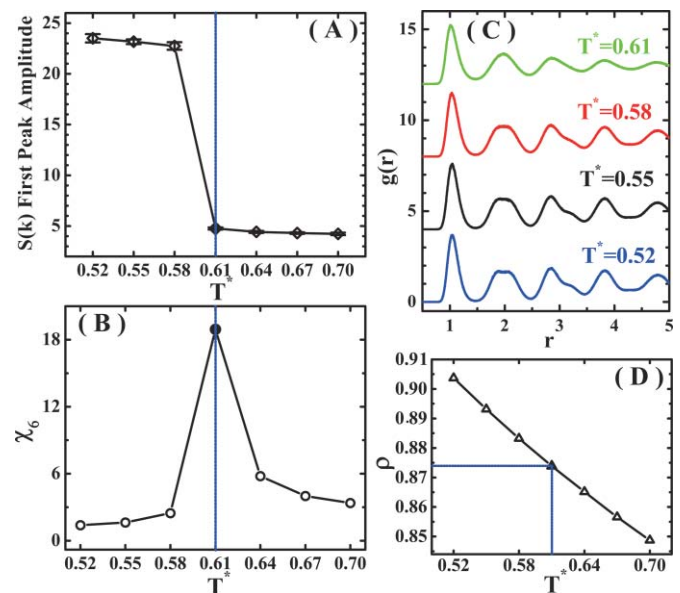 ( A )
S(k) First Peak Amplitude
25
20
15
10
5
0.52 0.55 0.58 0.61 0.64 0.67 0.70
T*
( B )
χ6
18
12
6
0
0.52 0.55 0.58 0.61 0.64 0.67 0.70
T*
( C )
g(r)
15
10
5
0
T*=0.61
T*=0.58
T*=0.55
T*=0.52
1 2 3 4 5
r
( D )
ρ
0.91
0.90
0.89
0.88
0.87
0.86
0.85
0.52 0.58 0.64 0.70
T*